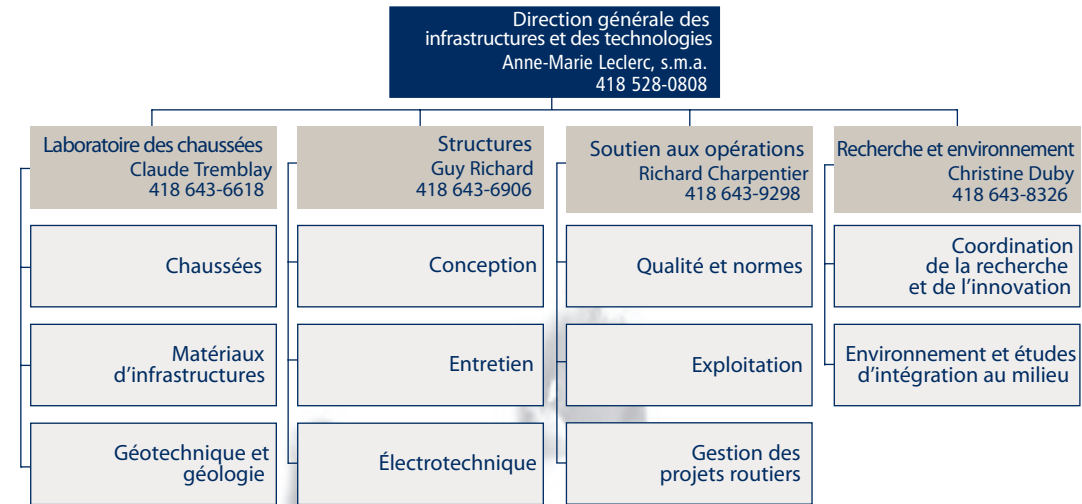 Direction générale des
infrastructures et des technologies
Anne-Marie Leclerc, s.m.a.
418 528-0808
Laboratoire des chaussées
Claude Tremblay
418 643-6618
Chaussées
Matériaux
d'infrastructures
Géotechnique et
géologie
Structures
Guy Richard
418 643-6906
Conception
Entretien
Électrotechnique
Soutien aux opérations
Richard Charpentier
418 643-9298
Qualité et normes
Exploitation
Gestion des
projets routiers
Recherche et environnement
Christine Duby
418 643-8326
Coordination
de la recherche
et de l'innovation
Environnement et études
d'intégration au milieu